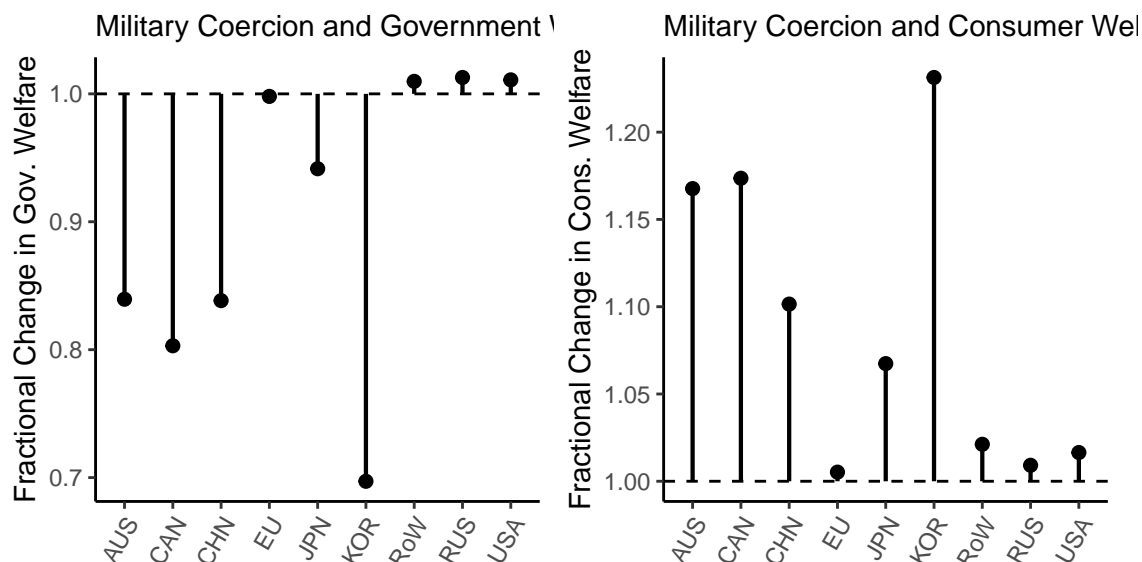 Military Coercion and Government
Fractional Change in Gov. Welfare
1.0
0.9
0.8
0.7
AUS
CAN
CHN
EU
JPN
KOR
RoW
RUS
USA
Military Coercion and Consumer Wel
Fractional Change in Cons. Welfare
1.20
1.15
1.10
1.05
1.00
AUS
CAN
CHN
EU
JPN
KOR
RoW
RUS
USA